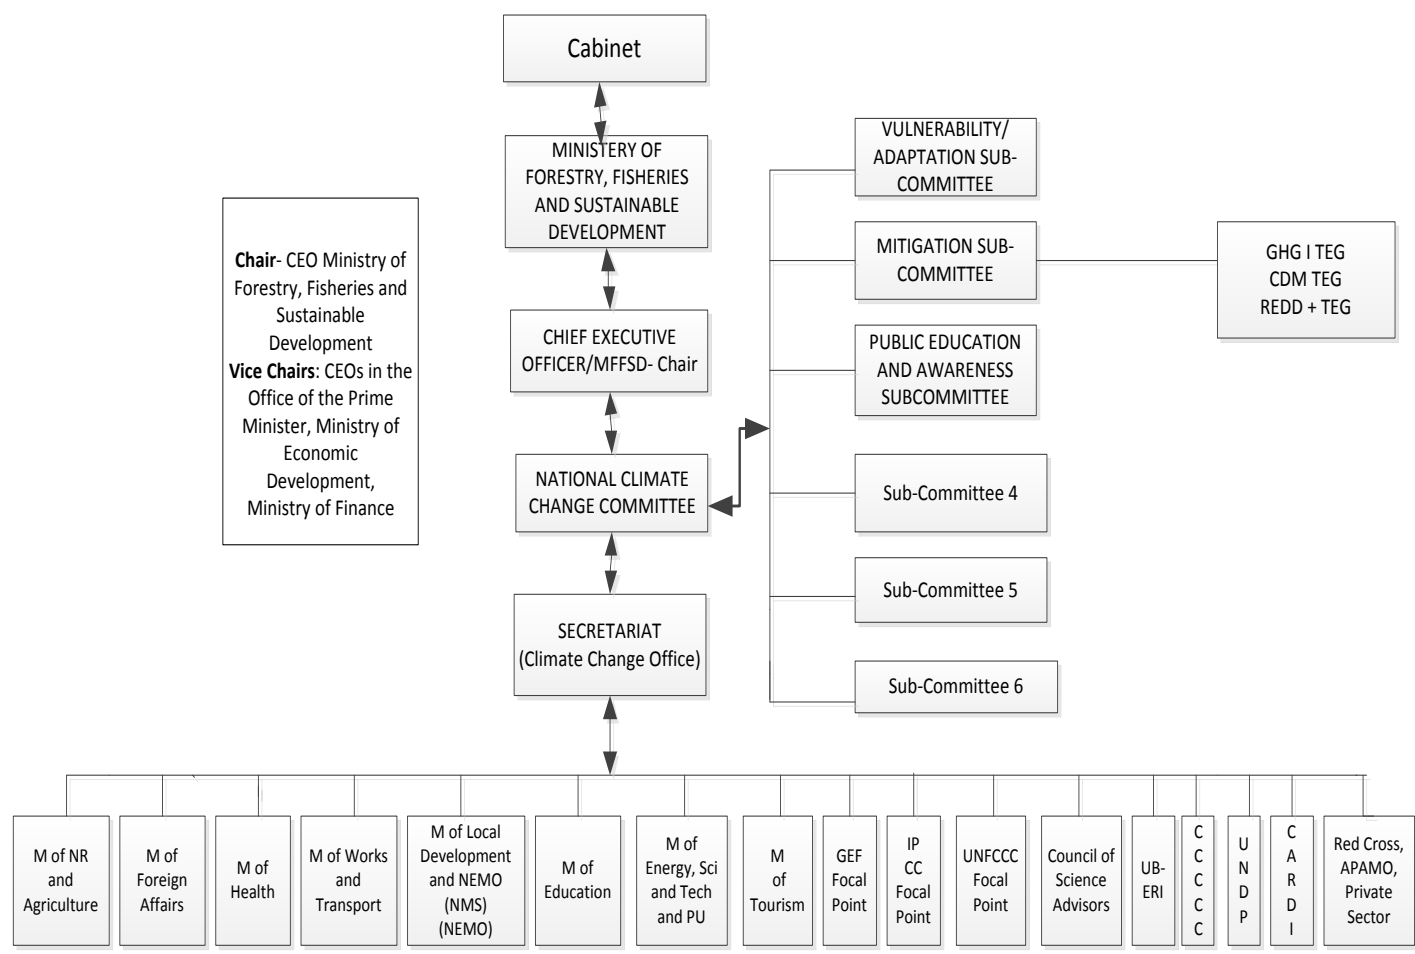 Cabinet
MINISTERY OF
FORESTRY, FISHERIES
AND SUSTAINABLE
DEVELOPMENT
Chair- CEO Ministry of
Forestry, Fisheries and
Sustainable
Development
Vice Chairs: CEOs in the
Office of the Prime
Minister, Ministry of
Economic
Development,
Ministry of Finance
CHIEF EXECUTIVE
OFFICER/MFFSD- Chair
NATIONAL CLIMATE
CHANGE COMMITTEE
SECRETARIAT
(Climate Change Office)
VULNERABILITY/
ADAPTATION SUB-
COMMITTEE
MITIGATION SUB-
COMMITTEE
GHG I TEG
CDM TEG
REDD + TEG
PUBLIC EDUCATION
AND AWARENESS
SUBCOMMITTEE
Sub-Committee 4
Sub-Committee 5
Sub-Committee 6
M of NR
and
Agriculture
M of
Foreign
Affairs
M of
Health
M of Works
and
Transport
M of Local
Development
and NEMO
(NMS)
(NEMO)
M of
Education
M of
Energy, Sci
and Tech
and PU
M
of
Tourism
GEF
Focal
Point
IP
CC
Focal
Point
UNFCCC
Focal
Point
Council of
Science
Advisors
UB-
ERI
C
C
C
C
C
U
N
D
P
C
A
R
D
I
Red Cross,
APAMO,
Private
Sector